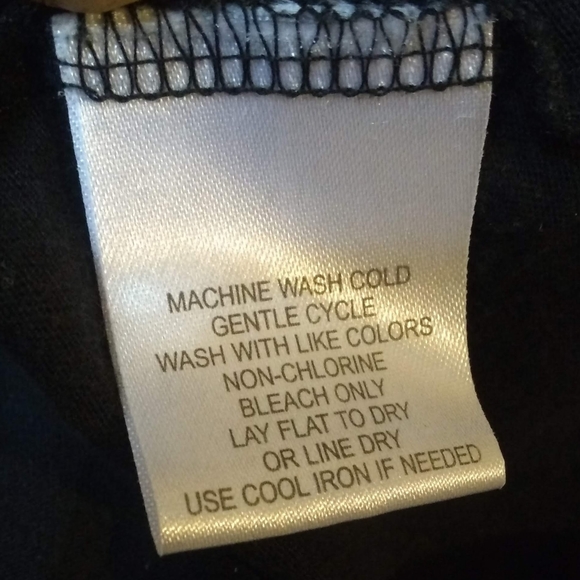 MACHINE WASH COLD
GENTLE CYCLE
WASH WITH LIKE COLORS
NON-CHLORINE
BLEACH ONLY
LAY FLAT TO DRY
OR LINE DRY
USE COOL IRON IF NEEDED